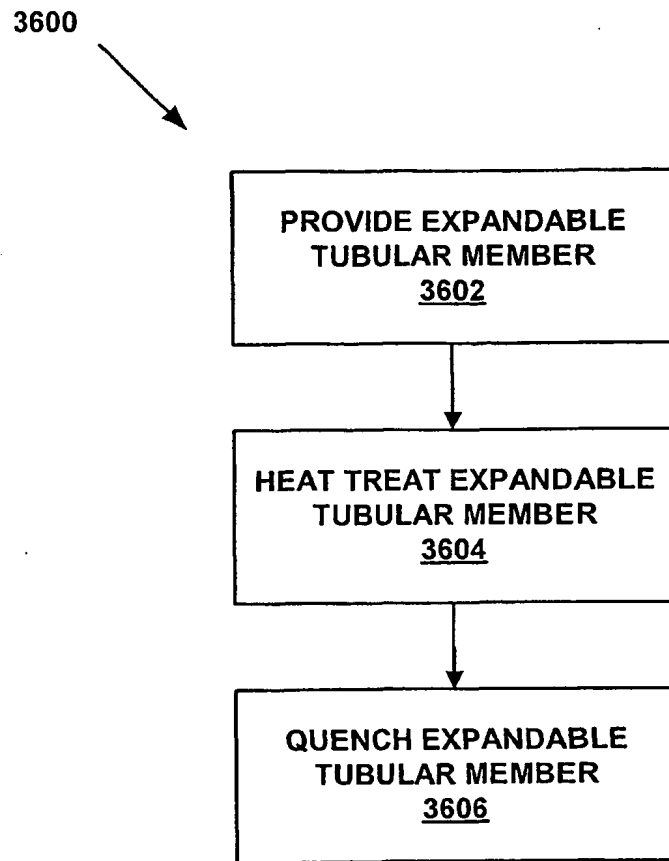 3600
PROVIDE EXPANDABLE
TUBULAR MEMBER
3602
HEAT TREAT EXPANDABLE
TUBULAR MEMBER
3604
QUENCH EXPANDABLE
TUBULAR MEMBER
3606